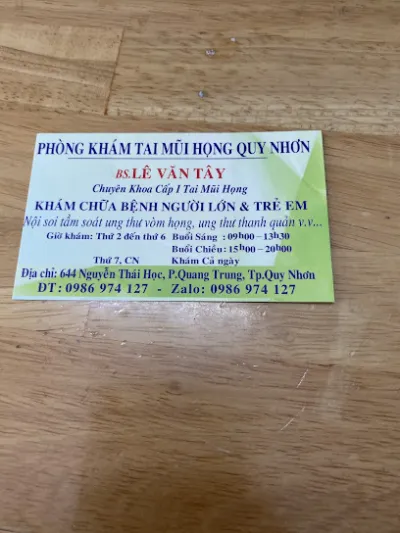 PHÒNG KHÁM TAI MŨI HỌNG QUY NHƠN
BS.LÊ VĂN TÂY
Chuyên Khoa Cấp I Tai Mũi Họng
KHÁM CHỮA BỆNH NGƯỜI LỚN & TRẺ EM
Nội soi tầm soát ung thư vòm họng, ung thư thanh quản v.v...
Giờ khám: Thứ 2 đến thứ 6 Buổi Sáng : 09h00 - 13h30
Buổi Chiều: 15h00 - 20h00
Thứ 7, CN Khám Cả ngày
Địa chỉ: 644 Nguyễn Thái Học, P.Quang Trung, Tp.Quy Nhơn
ĐT: 0986 974 127 - Zalo: 0986 974 127